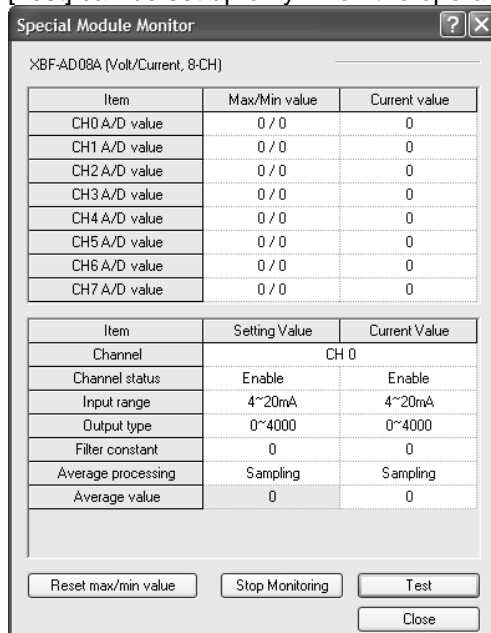 Special Module Monitor
XBF-AD08A (Volt/Current, 8-CH)
Item Max/Min value Current value
CH0 A/D value 0 / 0 0
CH1 A/D value 0 / 0 0
CH2 A/D value 0 / 0 0
CH3 A/D value 0 / 0 0
CH4 A/D value 0 / 0 0
CH5 A/D value 0 / 0 0
CH6 A/D value 0 / 0 0
CH7 A/D value 0 / 0 0
Item Setting Value Current Value
Channel CH 0
Channel status Enable Enable
Input range 4~20mA 4~20mA
Output type 0~4000 0~4000
Filter constant 0 0
Average processing Sampling Sampling
Average value 0 0
Reset max/min value Stop Monitoring Test
Close